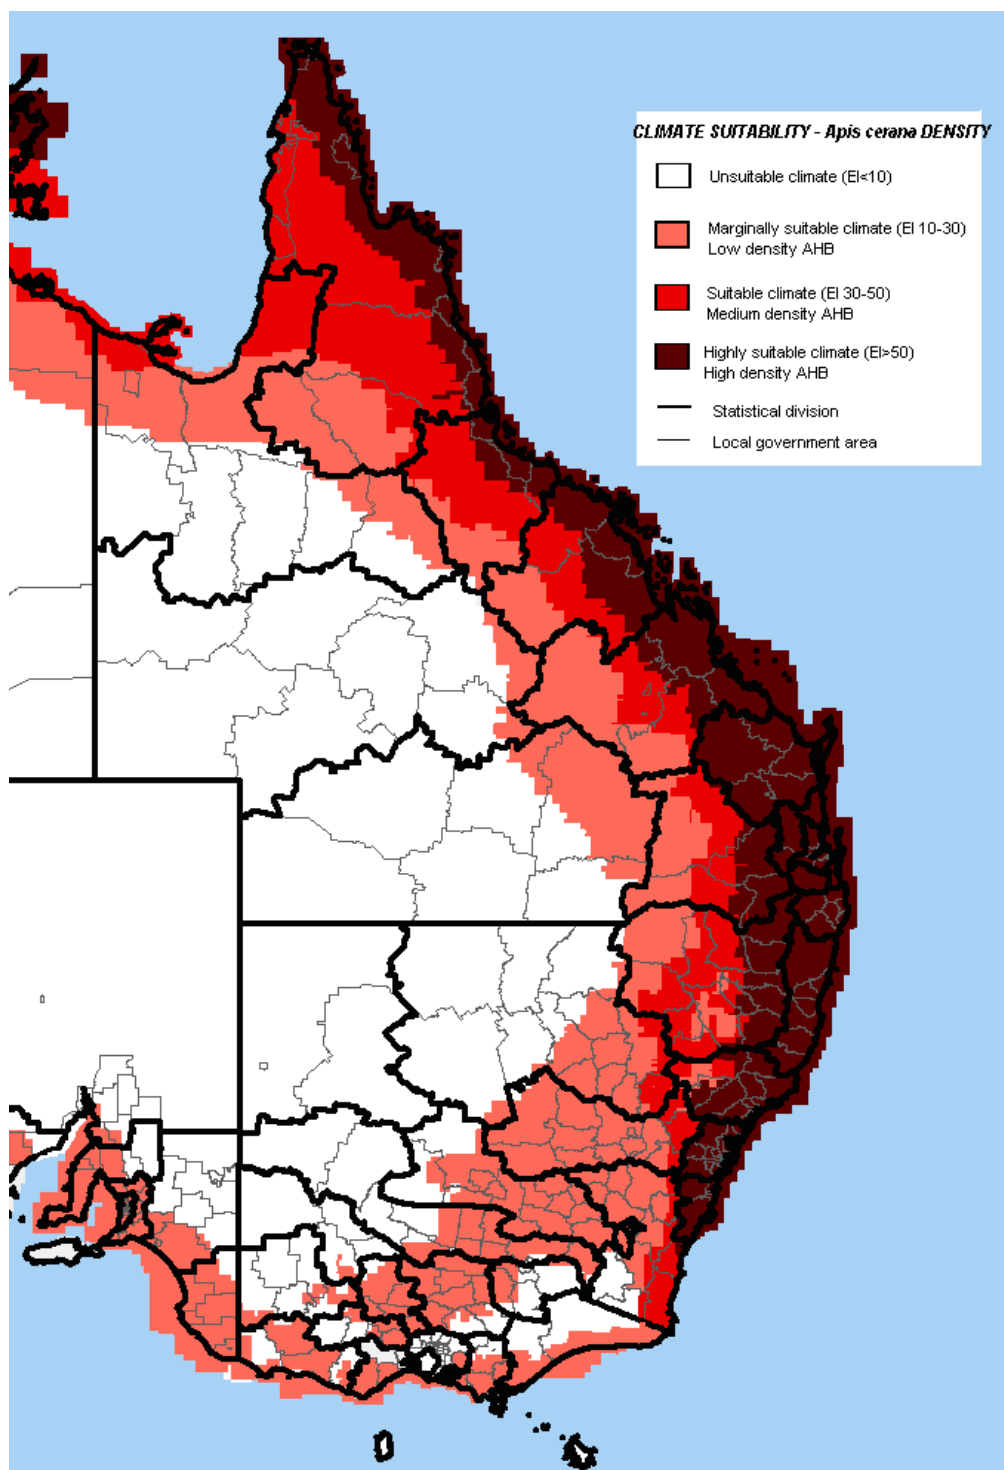 CLIMATE SUITABILITY - Apis cerana DENSITY
Unsuitable climate (EI<10)
Marginally suitable climate (EI 10-30)
Low density AHB
Suitable climate (EI 30-50)
Medium density AHB
Highly suitable climate (EI>50)
High density AHB
Statistical division
Local government area